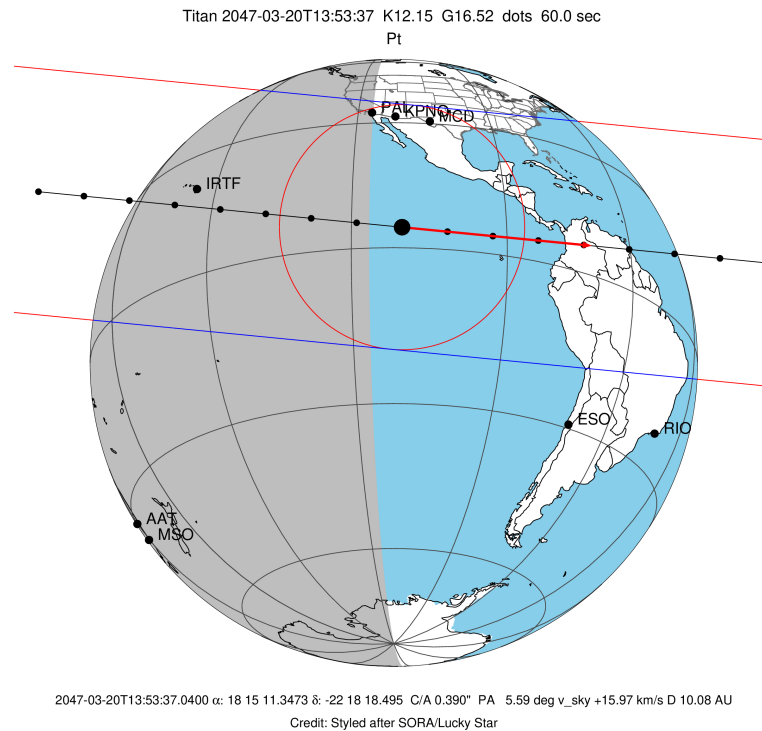 Titan 2047-03-20T13:53:37 K12.15 G16.52 dots 60.0 sec
Pt
PAL
KPNO
MCD
IRTF
ESO
RIO
AAT
MSO
2047-03-20T13:53:37.0400 α: 18 15 11.3473 δ: -22 18 18.495 C/A 0.390" PA 5.59 deg v_sky +15.97 km/s D 10.08 AU
Credit: Styled after SORA/Lucky Star